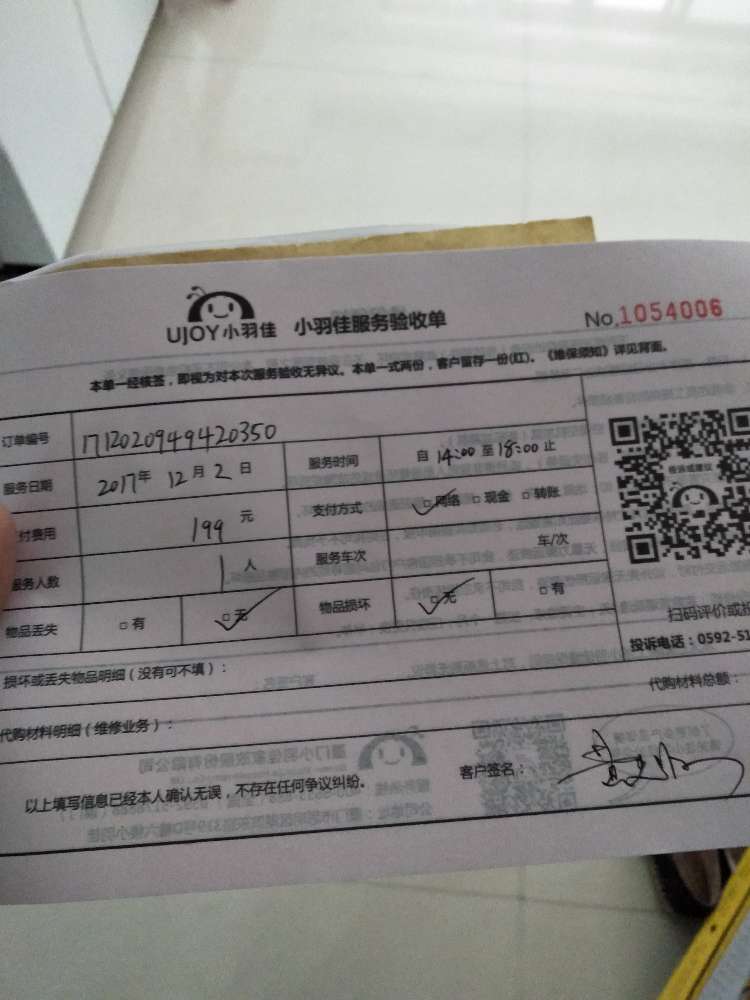 UJOY小羽佳 小羽佳服务验收单 No.1054006
本单一经核签，即视为对本次服务验收无异议。本单一式两份，客户留存一份(红)。《维保须知》详见背面。
订单编号 1712020949420350
服务日期 2017年 12月2日 服务时间 自14:00至18:00止
付费用 199元 支付方式 □网络 □现金 □转账
服务人数 1人 服务车次 车/次
物品丢失 □有 □无 物品损坏 □无 □有
投诉或建议
扫码评价或投
投诉电话：0592-51
损坏或丢失物品明细（没有可不填）：
代购材料明细（维修业务）： 代购材料总额：
以上填写信息已经本人确认无误，不存在任何争议纠纷。 客户签名：